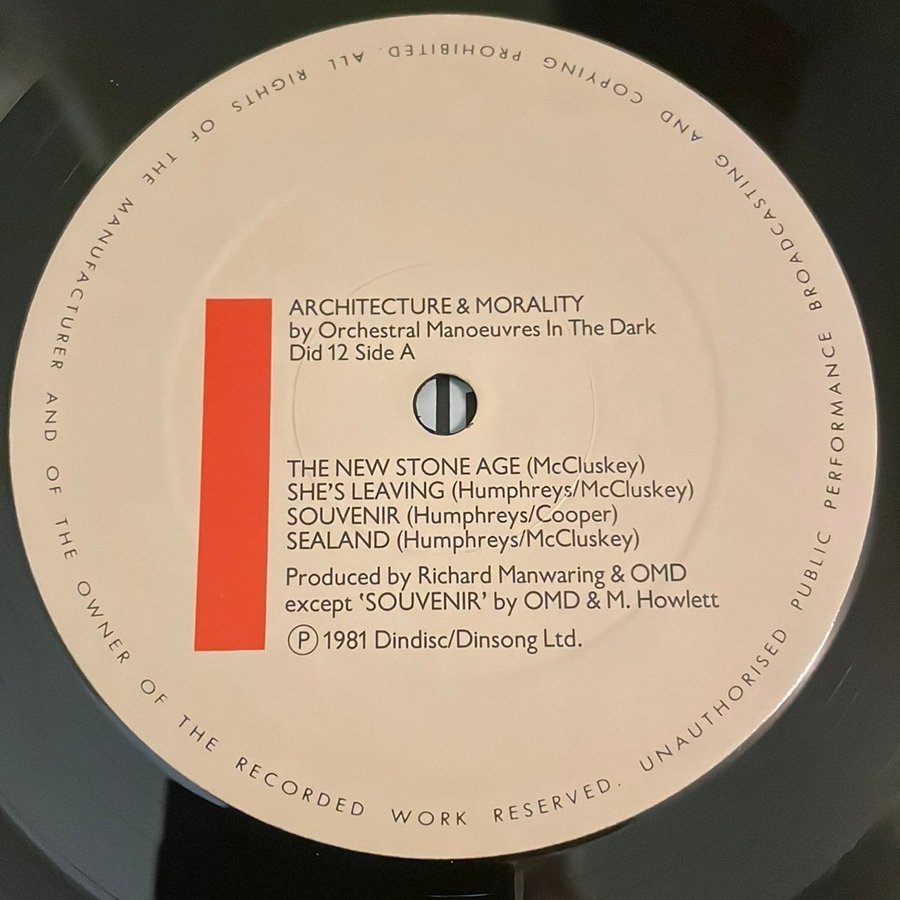 ARCHITECTURE & MORALITY
by Orchestral Manoeuvres In The Dark
Did 12 Side A
THE NEW STONE AGE (McCluskey)
SHE'S LEAVING (Humphreys/McCluskey)
SOUVENIR (Humphreys/Cooper)
SEALAND (Humphreys/McCluskey)
Produced by Richard Manwaring & OMD
except ‘SOUVENIR’ by OMD & M. Howlett
Ⓟ 1981 Dindisc/Dinsong Ltd.
ALL RIGHTS OF THE MANUFACTURER AND OF THE OWNER OF THE RECORDED WORK RESERVED. UNAUTHORISED PUBLIC PERFORMANCE BROADCASTING AND COPYING PROHIBITED.